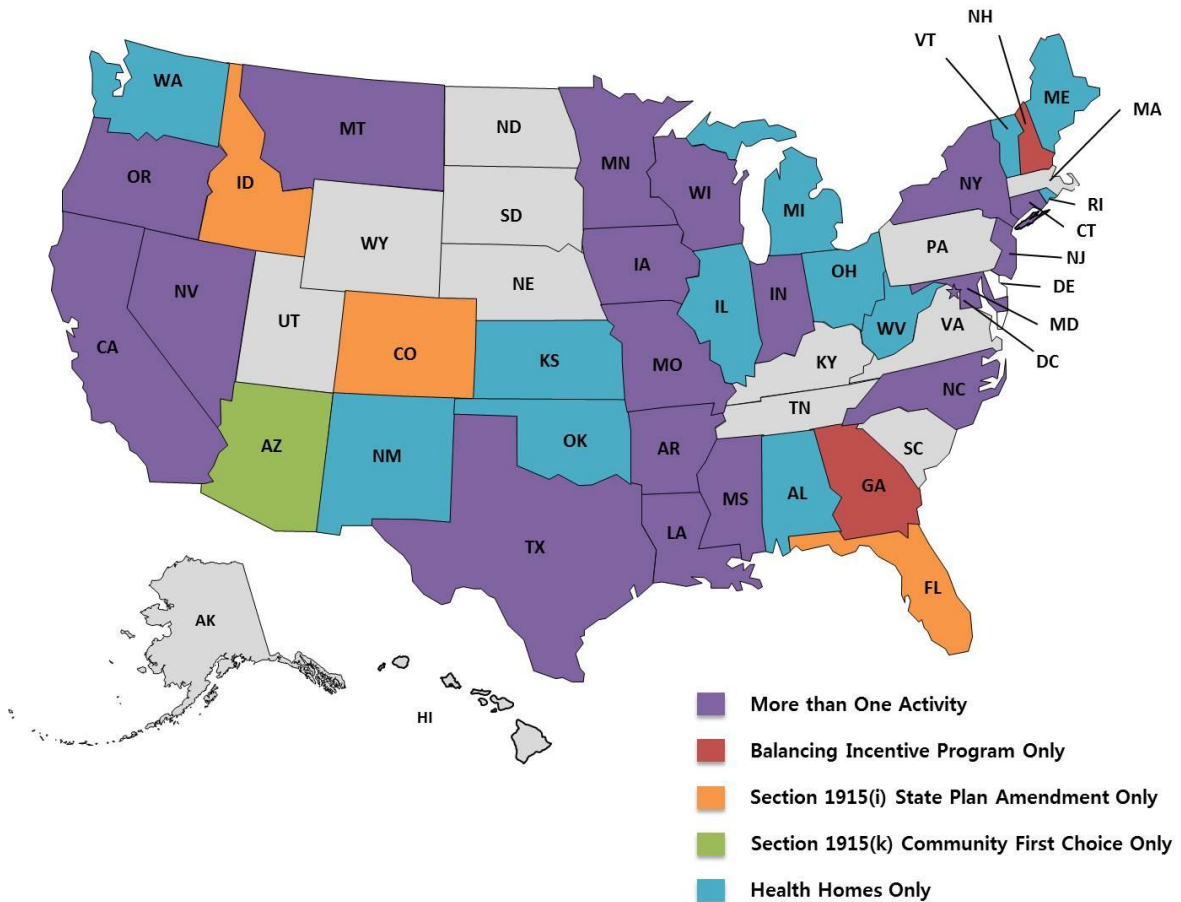 NH
VT
ME
WA
MA
MT
ND
MN
OR
ID
WI
NY
SD
MI
RI
WY
CT
PA
IA
NJ
NE
OH
NV
IN
DE
IL
UT
WV
MD
VA
CA
CO
KS
MO
KY
DC
NC
TN
AZ
OK
AR
NM
SC
MS
AL
GA
LA
TX
FL
AK
HI
More than One Activity
Balancing Incentive Program Only
Section 1915(i) State Plan Amendment Only
Section 1915(k) Community First Choice Only
Health Homes Only